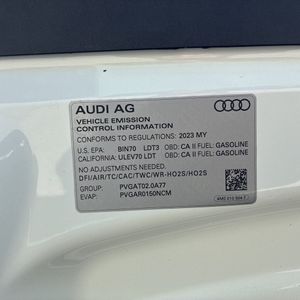 AUDI AG
VEHICLE EMISSION
CONTROL INFORMATION
CONFORMS TO REGULATIONS: 2023 MY
U.S. EPA: BIN70 LDT3 OBD: CA II FUEL: GASOLINE
CALIFORNIA: ULEV70 LDT OBD: CA II FUEL: GASOLINE
NO ADJUSTMENTS NEEDED.
DFI/AIR/TC/CAC/TWC/WR-HO2S/HO2S
GROUP: PVGAT02.0A77
EVAP: PVGAR0150NCM